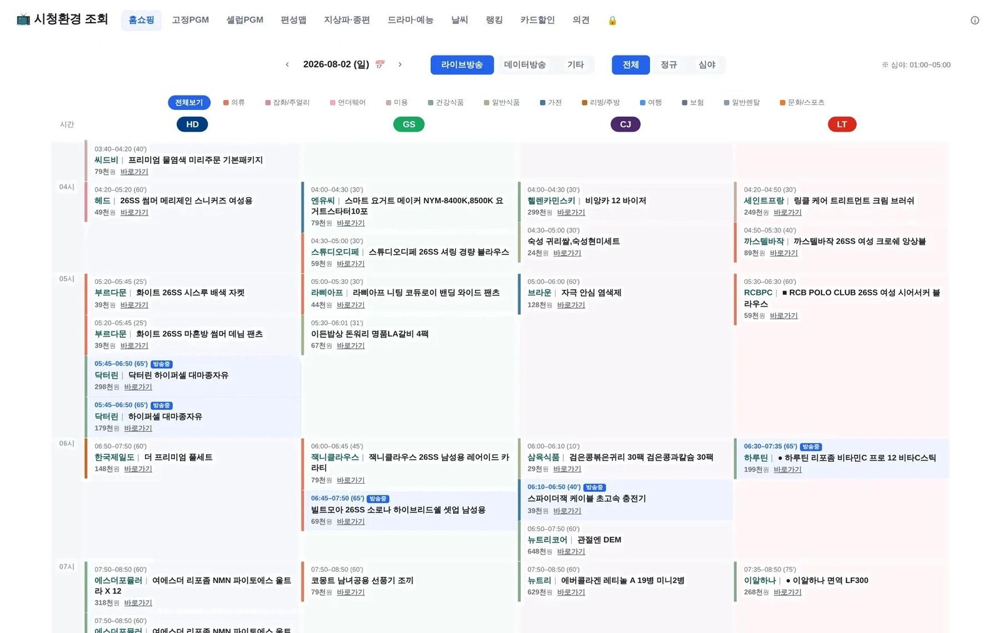 시청환경 조회
홈쇼핑
고정PGM
셀럽PGM
편성맵
지상파·종편
드라마·예능
날씨
랭킹
카드할인
의견
2026-08-02 (일)
라이브방송
데이터방송
기타
전체
정규
심야
※ 심야: 01:00~05:00
전체보기
의류
잡화/주얼리
언더웨어
미용
건강식품
일반식품
가전
리빙/주방
여행
보험
일반렌탈
문화/스포츠
시간
HD
GS
CJ
LT
03:40–04:20 (40')
씨드비 | 프리미엄 물염색 미리주문 기본패키지
79천원 바로가기
04시
04:20–05:20 (60')
헤드 | 26SS 썸머 메리제인 스니커즈 여성용
49천원 바로가기
04:00–04:30 (30')
엔유씨 | 스마트 요거트 메이커 NYM-8400K,8500K 요
거트스타터10포
79천원 바로가기
04:30–05:00 (30')
스튜디오디페 | 스튜디오디페 26SS 셔링 경량 블라우스
59천원 바로가기
04:00–04:30 (30')
헬렌카민스키 | 비앙카 12 바이저
299천원 바로가기
04:30–05:00 (30')
숙성 귀리쌀,숙성현미세트
24천원 바로가기
04:20–04:50 (30')
세인트프랑 | 링클 케어 트리트먼트 크림 브러쉬
249천원 바로가기
04:50–05:30 (40')
까스텔바작 | 까스텔바작 26SS 여성 크로쉐 앙상블
89천원 바로가기
05시
05:20–05:45 (25')
부르다문 | 화이트 26SS 시스루 배색 자켓
39천원 바로가기
05:20–05:45 (25')
부르다문 | 화이트 26SS 마혼방 썸머 데님 팬츠
39천원 바로가기
05:45–06:50 (65') 방송중
닥터린 | 닥터린 하이퍼셀 대마종자유
298천원 바로가기
05:45–06:50 (65') 방송중
닥터린 | 하이퍼셀 대마종자유
179천원 바로가기
05:00–05:30 (30')
라삐아프 | 라삐아프 니팅 코듀로이 밴딩 와이드 팬츠
44천원 바로가기
05:30–06:01 (31')
이든밥상 돈워리 명품LA갈비 4팩
67천원 바로가기
05:00–06:00 (60')
브라운 | 자극 안심 염색제
128천원 바로가기
05:30–06:30 (60')
RCBPC | ■ RCB POLO CLUB 26SS 여성 시어서커 블
라우스
59천원 바로가기
06시
06:50–07:50 (60')
한국제일도 | 더 프리미엄 풀세트
148천원 바로가기
06:00–06:45 (45')
잭니클라우스 | 잭니클라우스 26SS 남성용 레어이드 카
라티
79천원 바로가기
06:45–07:50 (65') 방송중
빌트모아 26SS 소로나 하이브리드쉘 셋업 남성용
69천원 바로가기
06:00–06:10 (10')
삼육식품 | 검은콩볶은귀리 30팩 검은콩과칼슘 30팩
29천원 바로가기
06:10–06:50 (40') 방송중
스파이더잭 케이블 초고속 충전기
39천원 바로가기
06:50–07:50 (60')
뉴트리코어 | 관절엔 DEM
648천원 바로가기
06:30–07:35 (65') 방송중
하루틴 | ● 하루틴 리포좀 비타민C 프로 12 비타C스틱
199천원 바로가기
07시
07:50–08:50 (60')
에스더포뮬러 | 여에스더 리포좀 NMN 파이토에스 울트
라 X 12
318천원 바로가기
07:50–08:50 (60')
에스더포뮬러 | 여에스더 리포좀 NMN 파이토에스 울트
07:50–08:50 (60')
코몽트 남녀공용 선풍기 조끼
79천원 바로가기
07:50–08:50 (60')
뉴트리 | 에버콜라겐 레티놀 A 19병 미니2병
629천원 바로가기
07:35–08:50 (75')
이알하나 | ● 이알하나 면역 LF300
268천원 바로가기